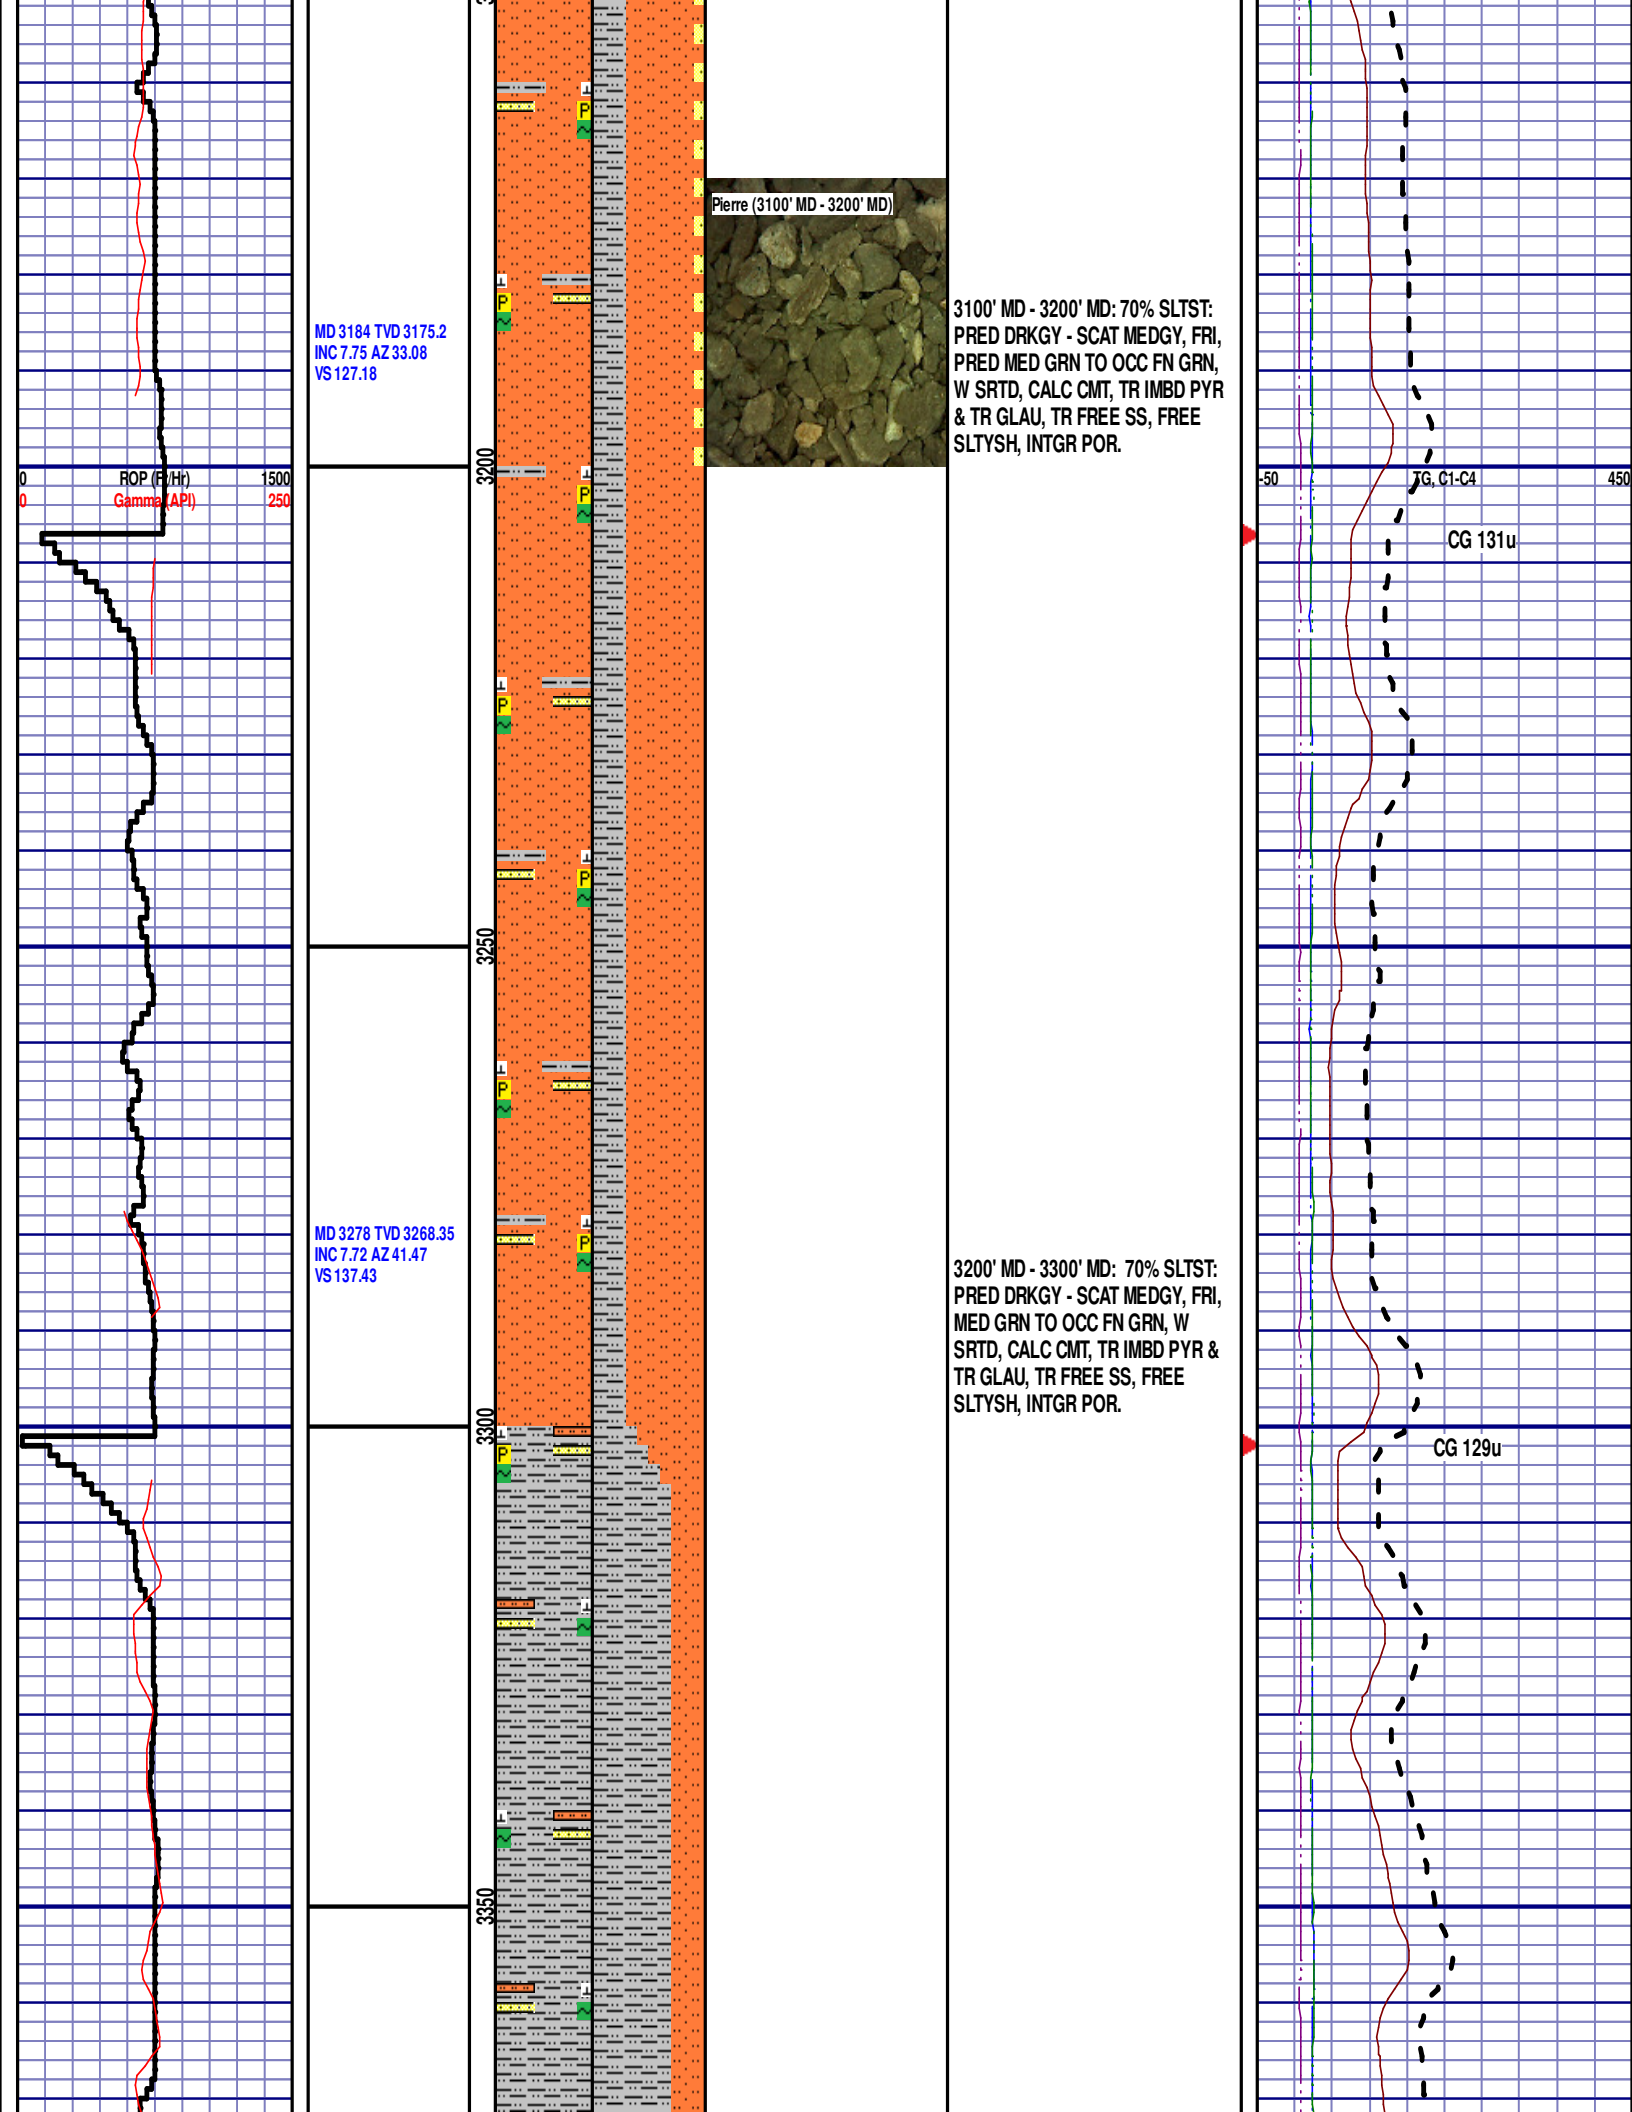 Pierre (3100' MD - 3200' MD)
3100' MD - 3200' MD: 70% SLTST:
PRED DRKGY - SCAT MEDGY, FRI,
PRED MED GRN TO OCC FN GRN,
W SRTD, CALC CMT, TR IMBD PYR
& TR GLAU, TR FREE SS, FREE
SLTYSH, INTGR POR.
MD 3184 TVD 3175.2
INC 7.75 AZ 33.08
VS 127.18
P
P
3200
0 ROP (Ft/Hr) 1500
0 Gamma (API) 250
-50 TG, C1-C4 450
P
CG 131u
P
P
3250
P
MD 3278 TVD 3268.35
INC 7.72 AZ 41.47
VS 137.43
P
3200' MD - 3300' MD: 70% SLTST:
PRED DRKGY - SCAT MEDGY, FRI,
MED GRN TO OCC FN GRN, W
SRTD, CALC CMT, TR IMBD PYR &
TR GLAU, TR FREE SS, FREE
SLTYSH, INTGR POR.
3300
P
CG 129u
3350